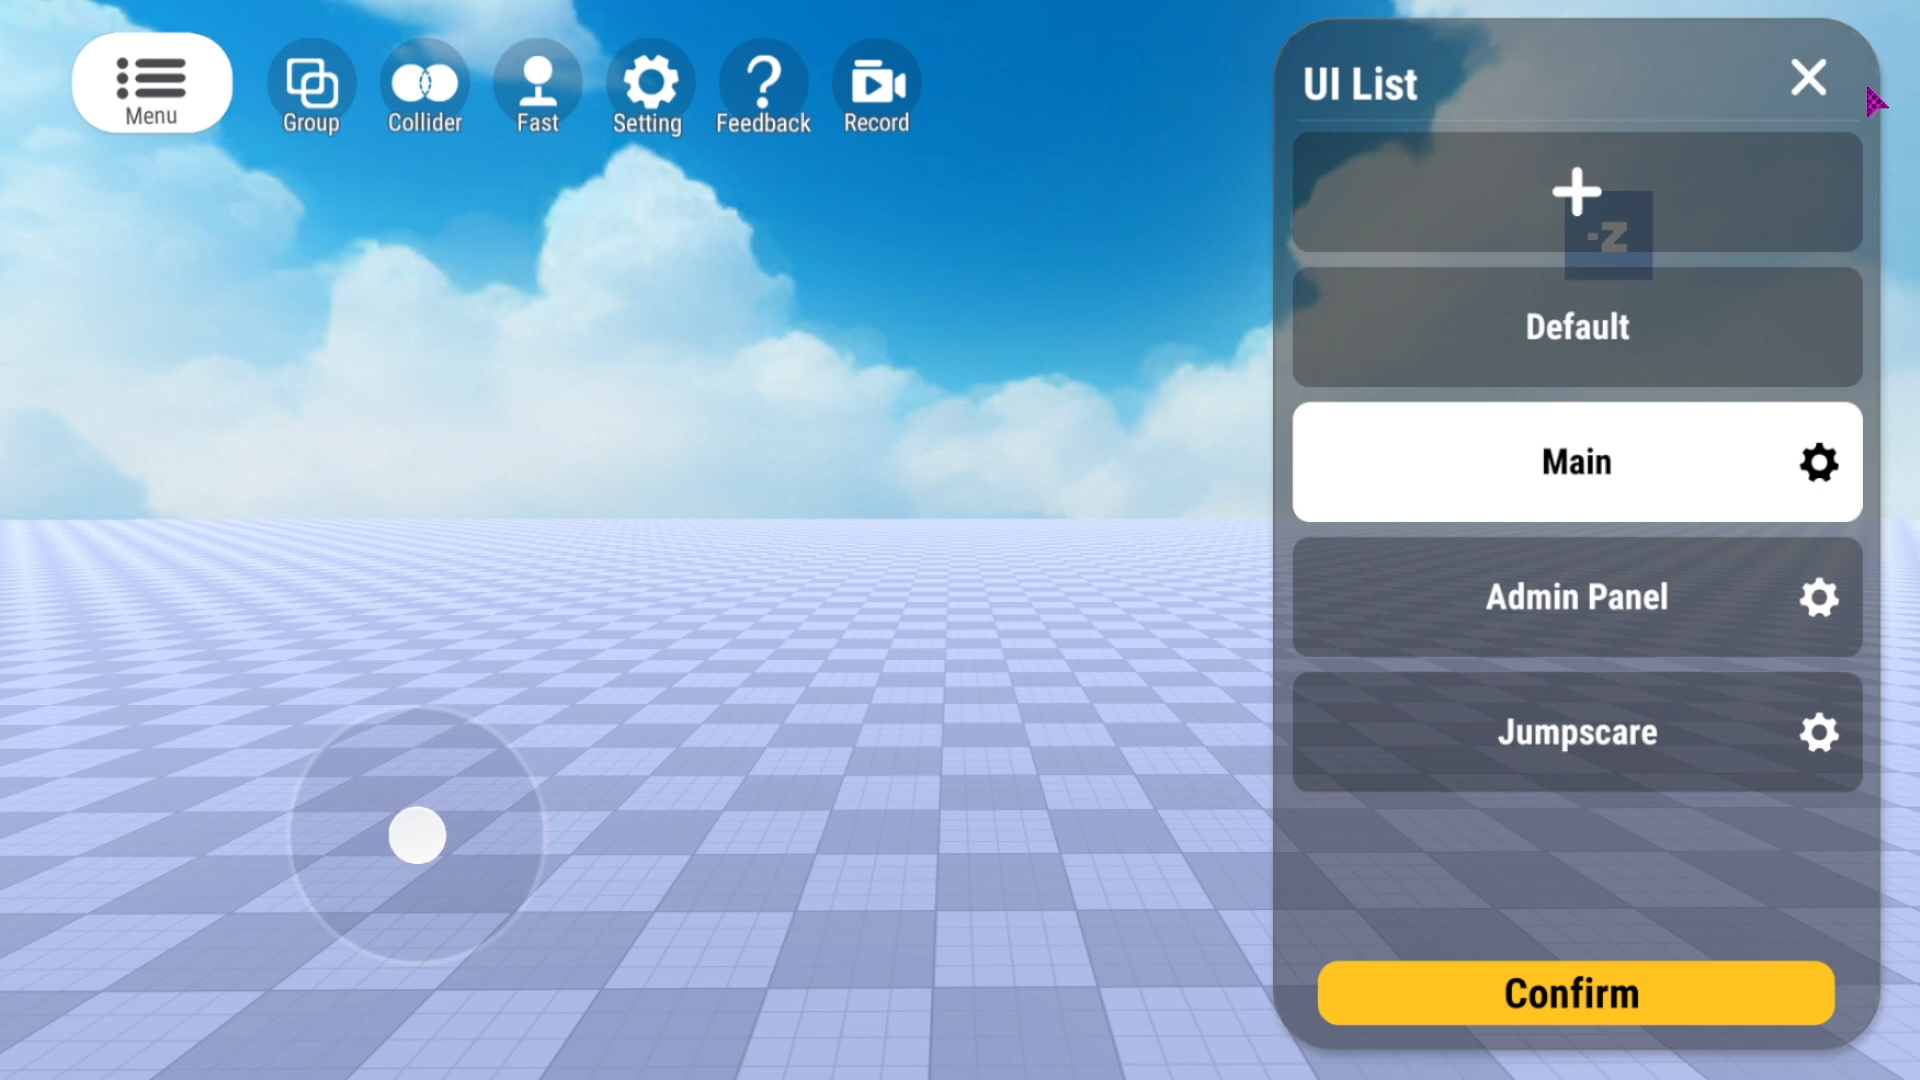 Menu
Group
Collider
Fast
Setting
Feedback
Record
UI List
-Z
Default
Main
Admin Panel
Jumpscare
Confirm